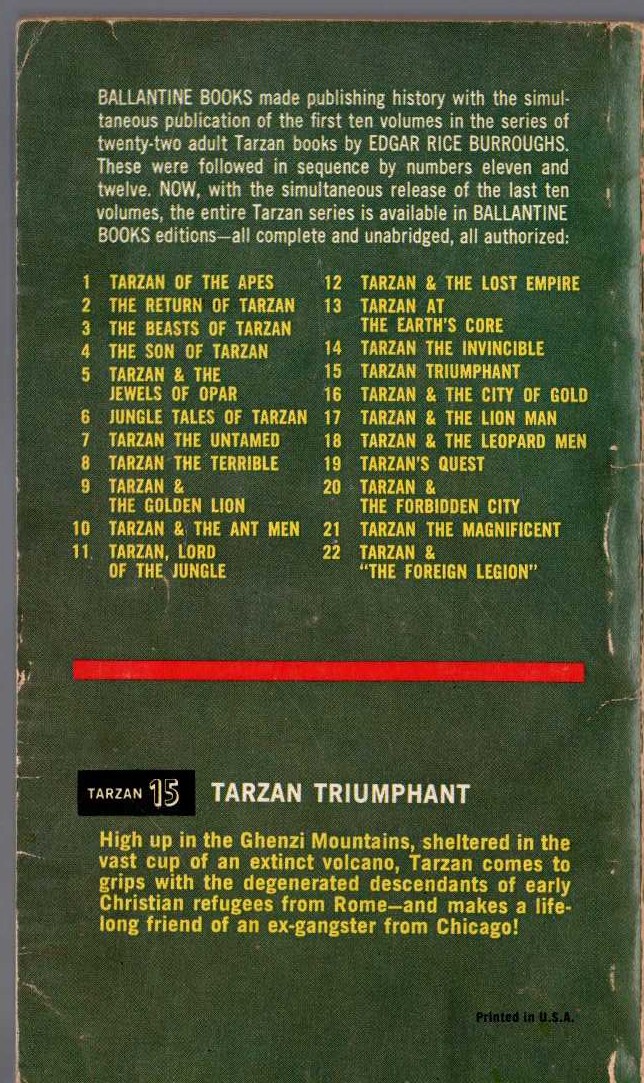 BALLANTINE BOOKS made publishing history with the simul-
taneous publication of the first ten volumes in the series of
twenty-two adult Tarzan books by EDGAR RICE BURROUGHS.
These were followed in sequence by numbers eleven and
twelve. NOW, with the simultaneous release of the last ten
volumes, the entire Tarzan series is available in BALLANTINE
BOOKS editions—all complete and unabridged, all authorized:
1 TARZAN OF THE APES
2 THE RETURN OF TARZAN
3 THE BEASTS OF TARZAN
4 THE SON OF TARZAN
5 TARZAN & THE
JEWELS OF OPAR
6 JUNGLE TALES OF TARZAN
7 TARZAN THE UNTAMED
8 TARZAN THE TERRIBLE
9 TARZAN &
THE GOLDEN LION
10 TARZAN & THE ANT MEN
11 TARZAN, LORD
OF THE JUNGLE
12 TARZAN & THE LOST EMPIRE
13 TARZAN AT
THE EARTH'S CORE
14 TARZAN THE INVINCIBLE
15 TARZAN TRIUMPHANT
16 TARZAN & THE CITY OF GOLD
17 TARZAN & THE LION MAN
18 TARZAN & THE LEOPARD MEN
19 TARZAN'S QUEST
20 TARZAN &
THE FORBIDDEN CITY
21 TARZAN THE MAGNIFICENT
22 TARZAN &
"THE FOREIGN LEGION"
TARZAN 15 TARZAN TRIUMPHANT
High up in the Ghenzi Mountains, sheltered in the
vast cup of an extinct volcano, Tarzan comes to
grips with the degenerated descendants of early
Christian refugees from Rome—and makes a life-
long friend of an ex-gangster from Chicago!
Printed in U.S.A.